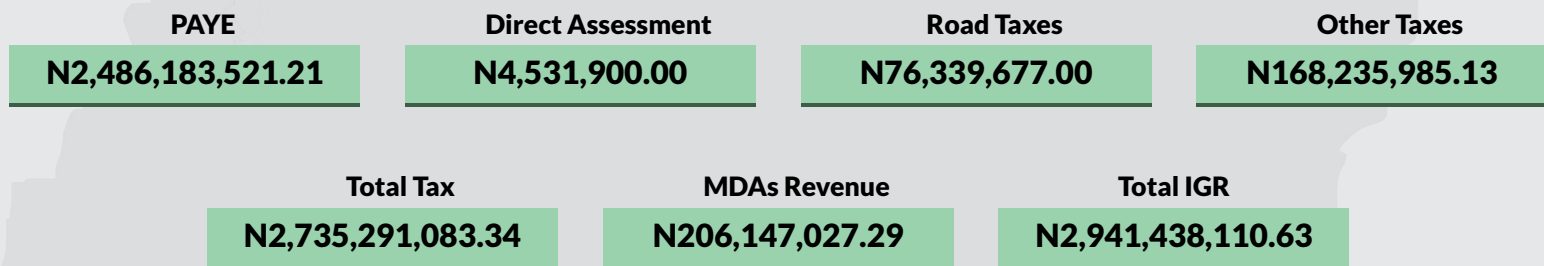 PAYE Direct Assessment Road Taxes Other Taxes
N2,486,183,521.21 N4,531,900.00 N76,339,677.00 N168,235,985.13
Total Tax MDAs Revenue Total IGR
N2,735,291,083.34 N206,147,027.29 N2,941,438,110.63